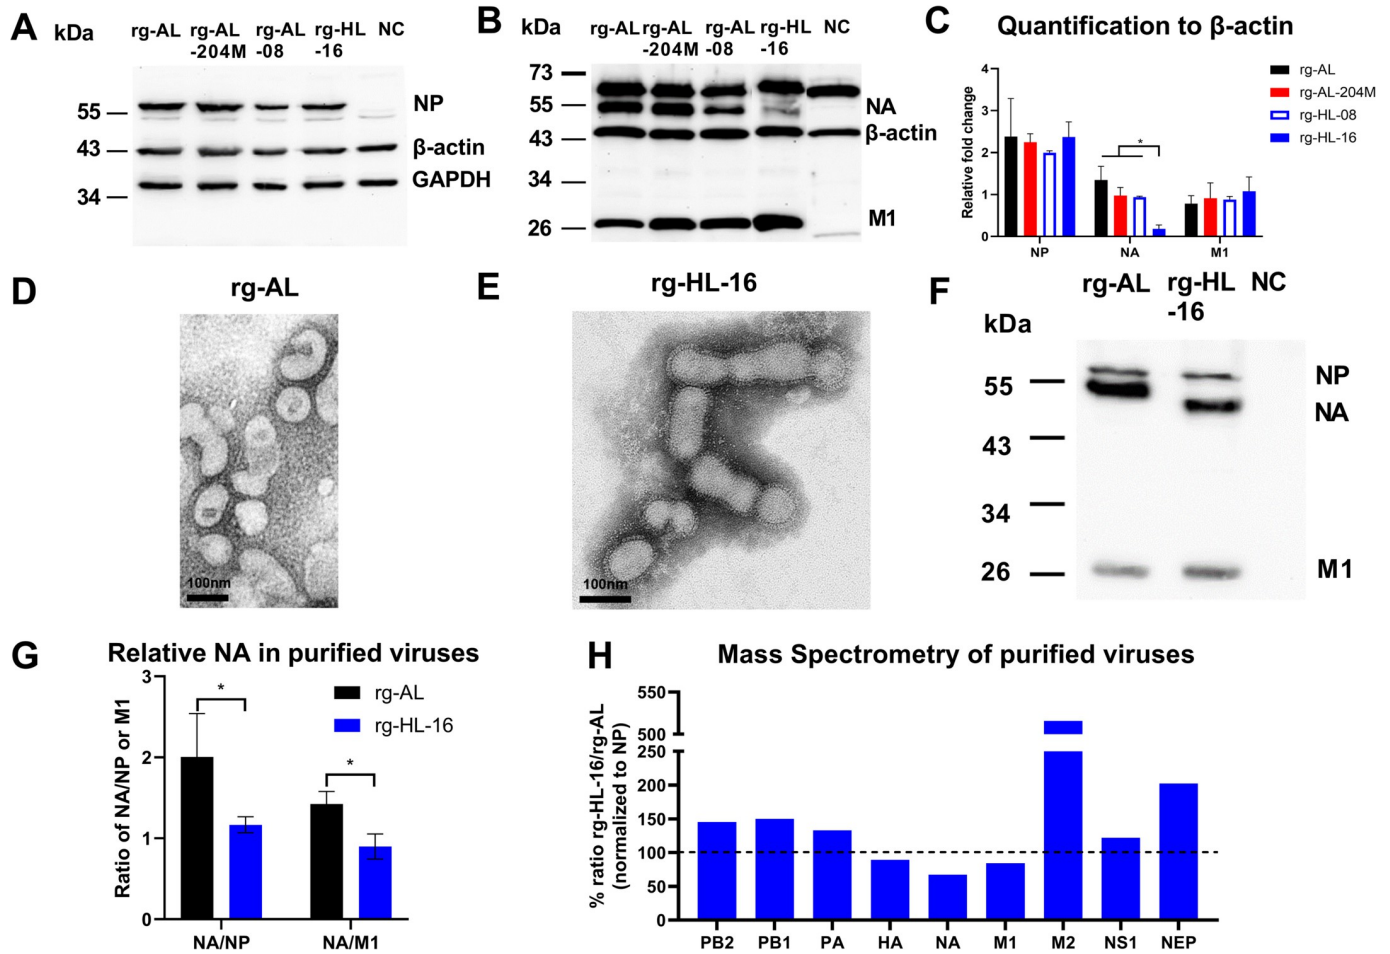 A
kDa
rg-AL rg-AL rg-AL rg-HL NC
-204M -08 -16
55
43
34
NP
β-actin
GAPDH
B
kDa
rg-AL rg-AL rg-AL rg-HL NC
-204M -08 -16
73
55
43
34
26
NA
β-actin
M1
C
Quantification to β-actin
Relative fold change
4
3
2
1
0
*
NP NA M1
rg-AL
rg-AL-204M
rg-HL-08
rg-HL-16
D
rg-AL
100nm
E
rg-HL-16
100nm
F
kDa
rg-AL rg-HL NC
-16
55
43
34
26
NP
NA
M1
G
Relative NA in purified viruses
Ratio of NA/NP or M1
3
2
1
0
*
*
rg-AL
rg-HL-16
NA/NP NA/M1
H
Mass Spectrometry of purified viruses
% ratio rg-HL-16/rg-AL
(normalized to NP)
550
500
250
200
150
100
50
0
PB2 PB1 PA HA NA M1 M2 NS1 NEP